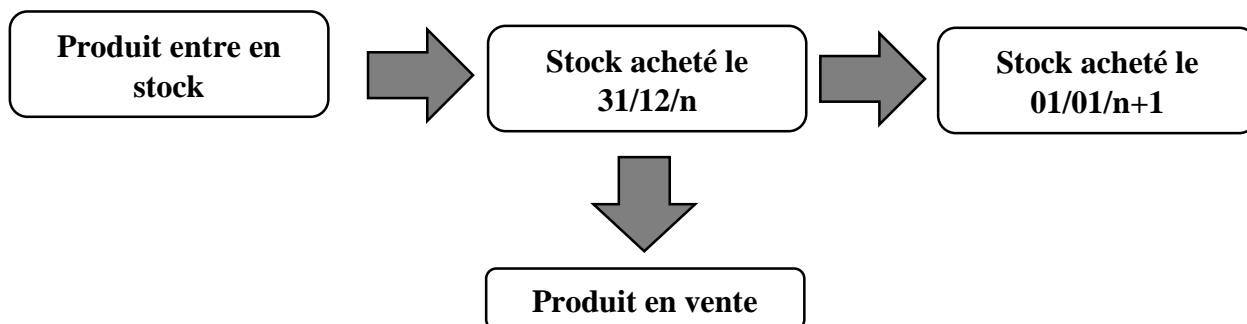 Produit entre en
stock
Stock acheté le
31/12/n
Stock acheté le
01/01/n+1
Produit en vente